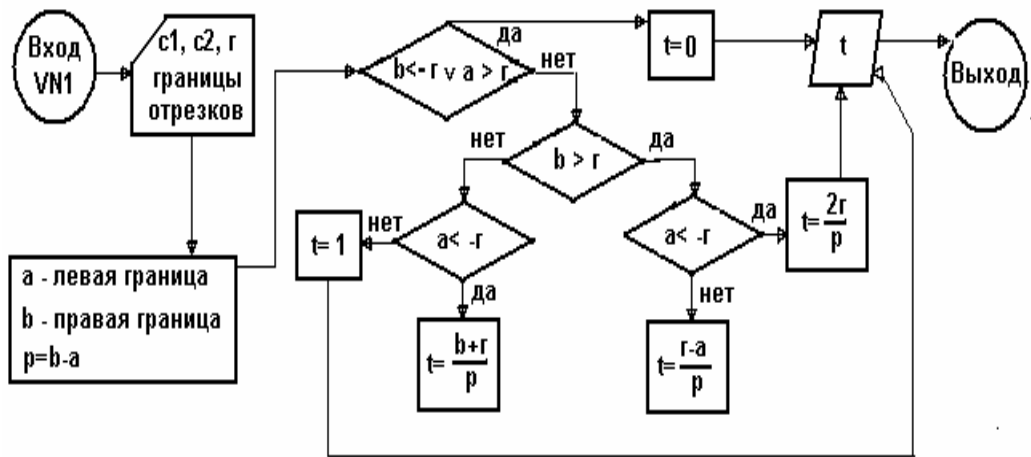 Вход
VN1
c1, c2, r
границы
отрезков
b<- r v a > r
да
нет
t=0
t
Выход
b > r
нет
да
a< -r
нет
да
t= 1
a< -r
да
нет
t=
2r
p
a - левая граница
b - правая граница
p=b-a
t=
b+r
p
t=
r-a
p